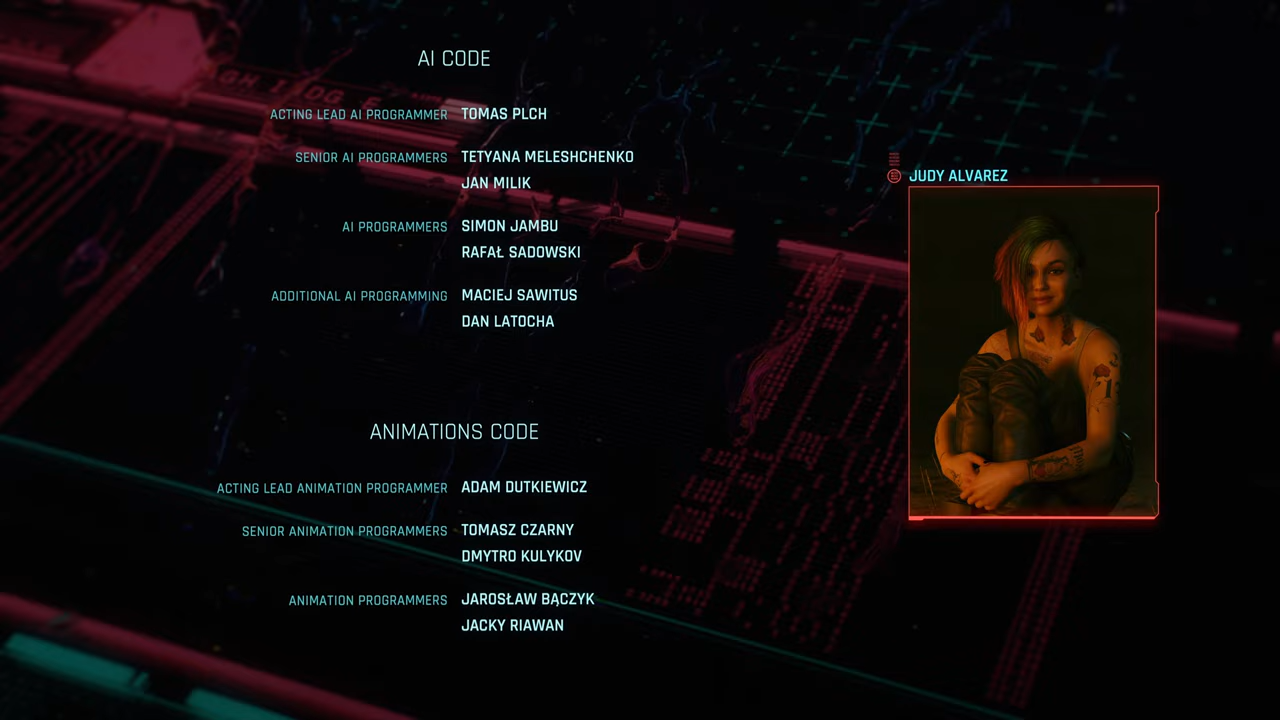 AI CODE
ACTING LEAD AI PROGRAMMER TOMAS PLCH
SENIOR AI PROGRAMMERS TETYANA MELESHCHENKO
JAN MILIK
AI PROGRAMMERS SIMON JAMBU
RAFAŁ SADOWSKI
ADDITIONAL AI PROGRAMMING MACIEJ SAWITUS
DAN LATOCHA
ANIMATIONS CODE
ACTING LEAD ANIMATION PROGRAMMER ADAM DUTKIEWICZ
SENIOR ANIMATION PROGRAMMERS TOMASZ CZARNY
DMYTRO KULYKOV
ANIMATION PROGRAMMERS JAROSŁAW BĄCZYK
JACKY RIAWAN
JUDY ALVAREZ